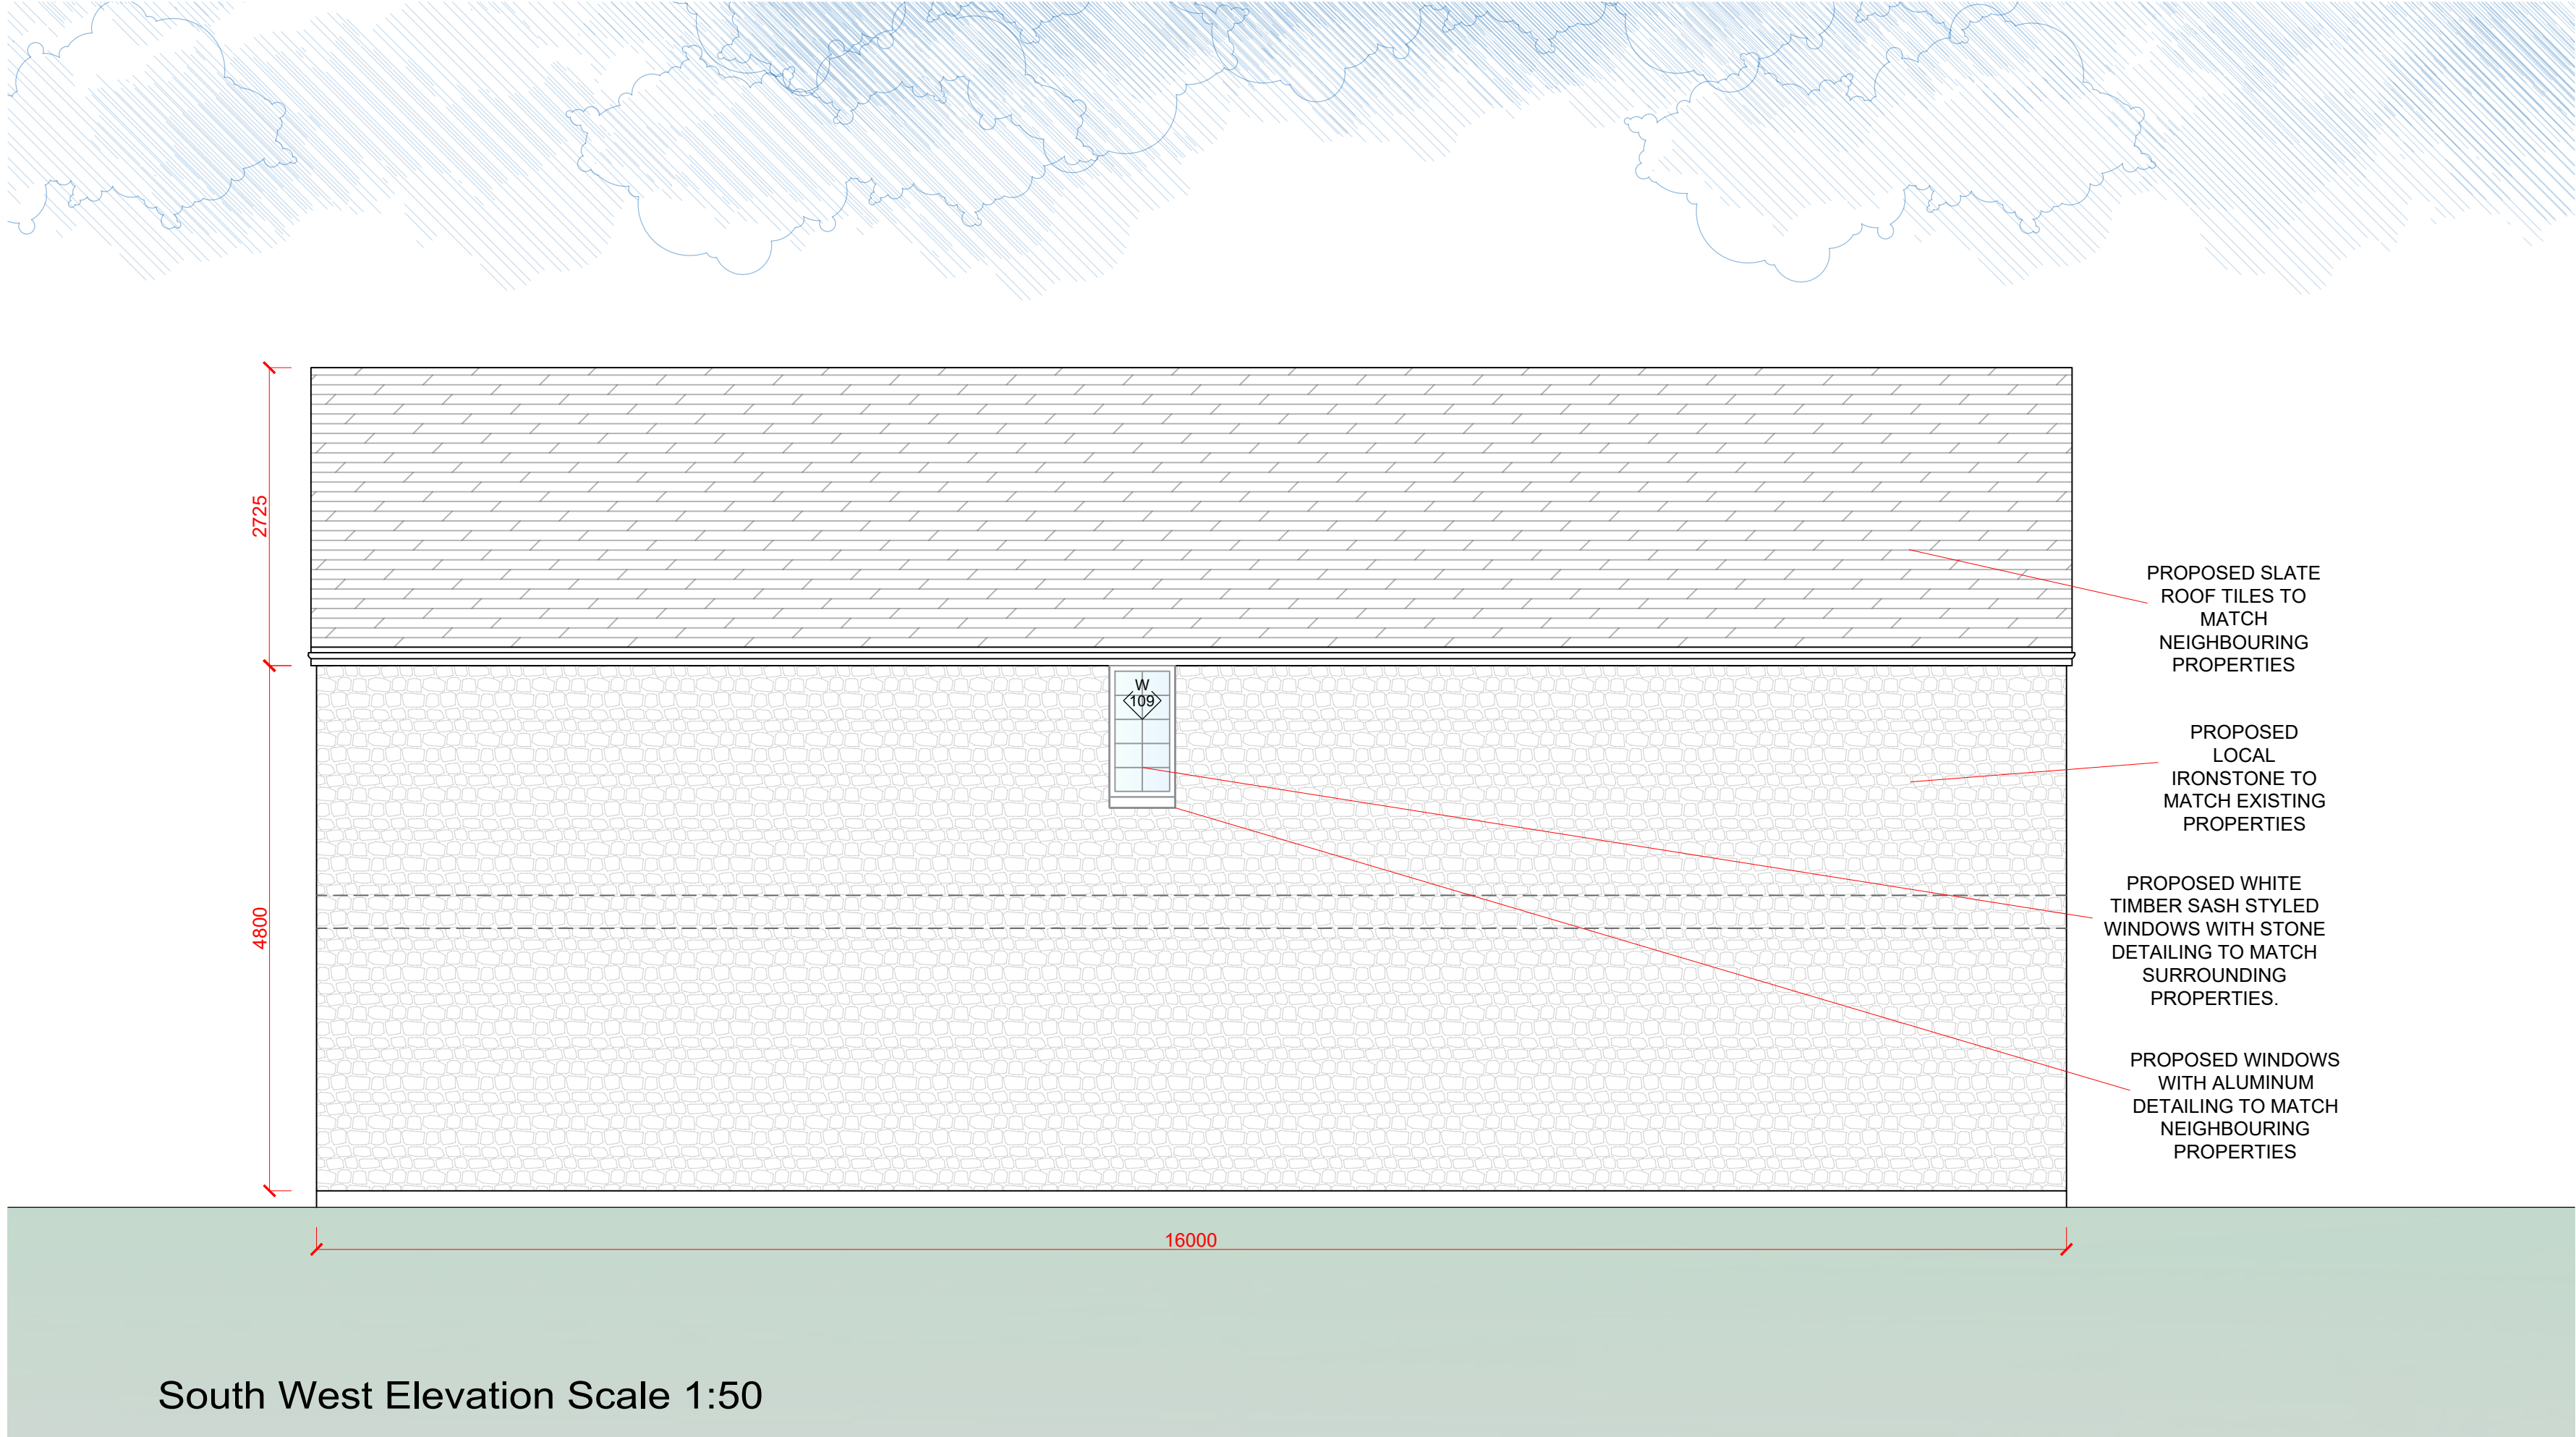 2725
4800
W
109
PROPOSED SLATE
ROOF TILES TO
MATCH
NEIGHBOURING
PROPERTIES
PROPOSED
LOCAL
IRONSTONE TO
MATCH EXISTING
PROPERTIES
PROPOSED WHITE
TIMBER SASH STYLED
WINDOWS WITH STONE
DETAILING TO MATCH
SURROUNDING
PROPERTIES.
PROPOSED WINDOWS
WITH ALUMINUM
DETAILING TO MATCH
NEIGHBOURING
PROPERTIES
16000
South West Elevation Scale 1:50